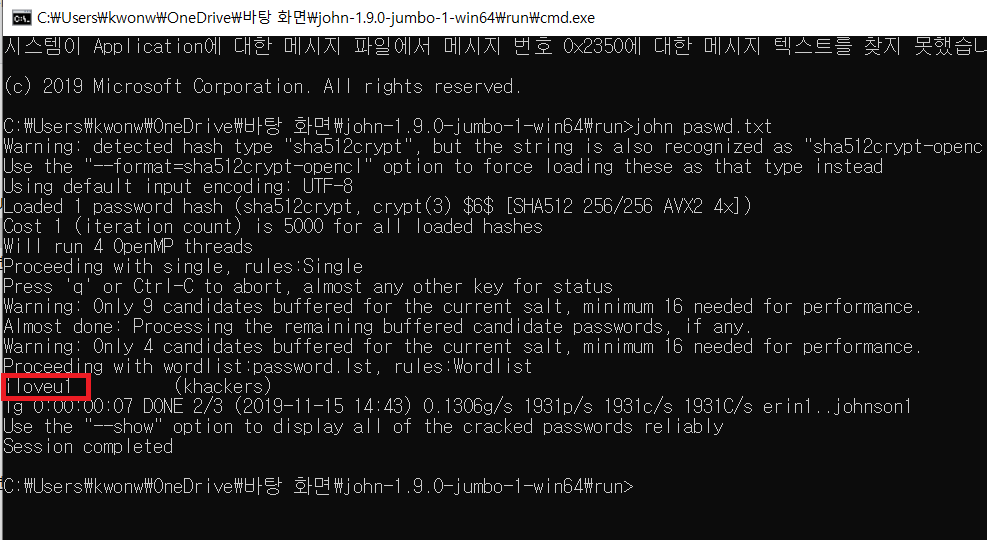 C:\Users\kwonw\OneDrive\바탕 화면\john-1.9.0-jumbo-1-win64\run\cmd.exe
시스템이 Application에 대한 메시지 파일에서 메시지 번호 0x2350에 대한 메시지 텍스트를 찾지 못했습니
(c) 2019 Microsoft Corporation. All rights reserved.
C:\Users\kwonw\OneDrive\바탕 화면\john-1.9.0-jumbo-1-win64\run>john paswd.txt
Warning: detected hash type "sha512crypt", but the string is also recognized as "sha512crypt-openc
Use the "--format=sha512crypt-opencl" option to force loading these as that type instead
Using default input encoding: UTF-8
Loaded 1 password hash (sha512crypt, crypt(3) $6$ [SHA512 256/256 AVX2 4x])
Cost 1 (iteration count) is 5000 for all loaded hashes
Will run 4 OpenMP threads
Proceeding with single, rules:Single
Press 'q' or Ctrl-C to abort, almost any other key for status
Warning: Only 9 candidates buffered for the current salt, minimum 16 needed for performance.
Almost done: Processing the remaining buffered candidate passwords, if any.
Warning: Only 4 candidates buffered for the current salt, minimum 16 needed for performance.
Proceeding with wordlist:password.lst, rules:Wordlist
iloveu1 (khackers)
1g 0:00:00:07 DONE 2/3 (2019-11-15 14:43) 0.1306g/s 1931p/s 1931c/s 1931C/s erin1..johnson1
Use the "--show" option to display all of the cracked passwords reliably
Session completed
C:\Users\kwonw\OneDrive\바탕 화면\john-1.9.0-jumbo-1-win64\run>